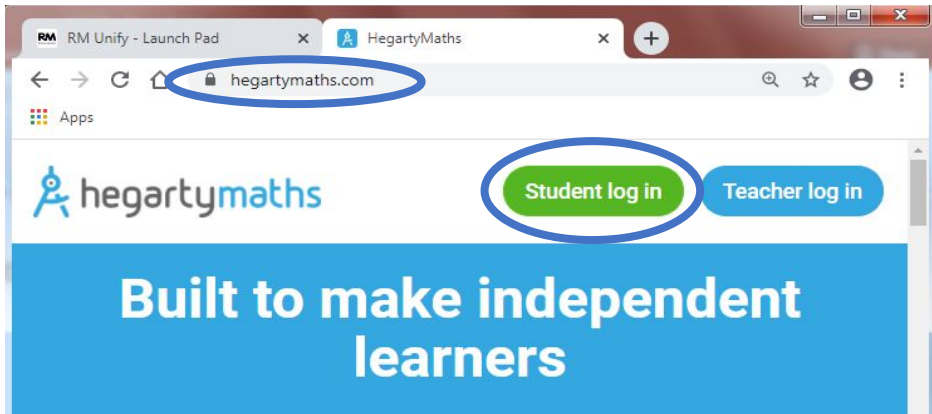 RM RM Unify - Launch Pad HegartyMaths
hegartymaths.com
Apps
hegartymaths Student log in Teacher log in
Built to make independent
learners